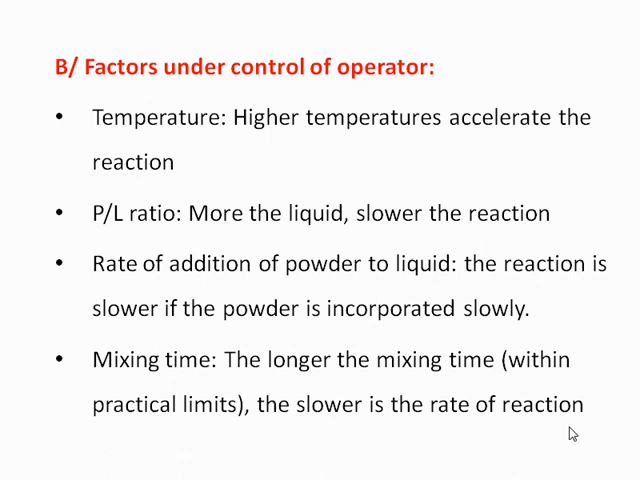 B/ Factors under control of operator:
• Temperature: Higher temperatures accelerate the
reaction
• P/L ratio: More the liquid, slower the reaction
• Rate of addition of powder to liquid: the reaction is
slower if the powder is incorporated slowly.
• Mixing time: The longer the mixing time (within
practical limits), the slower is the rate of reaction